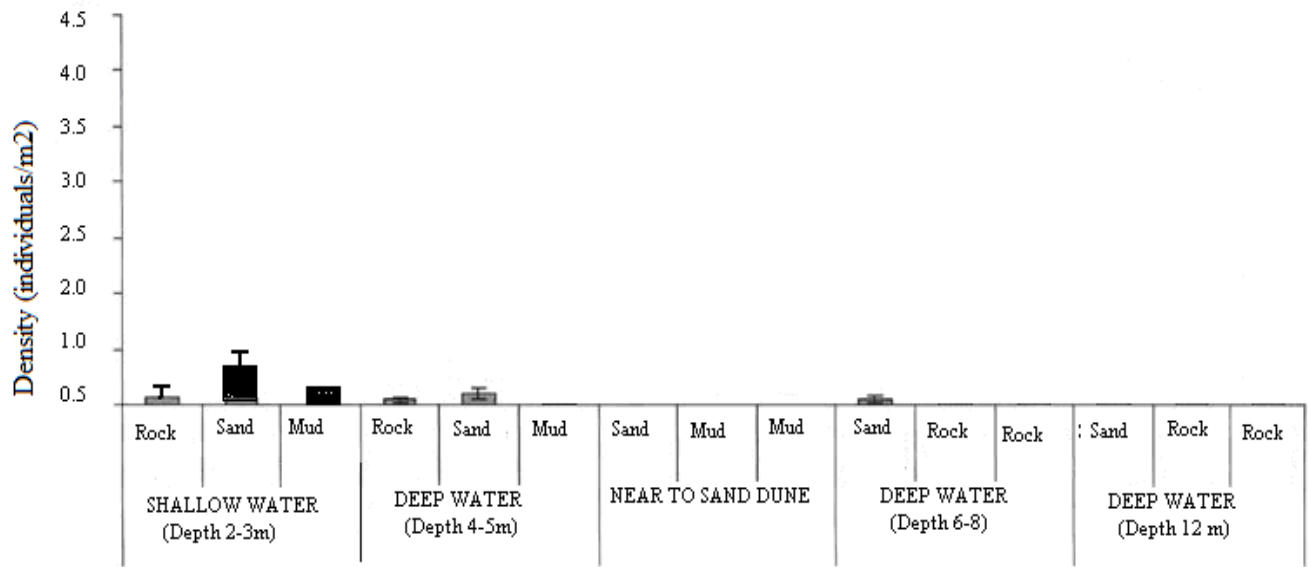 4.5
4.0
3.5
3.0
2.5
2.0
1.0
0.5
Density (individuals/m2)
Rock Sand Mud Rock Sand Mud Sand Mud Mud Sand Rock Rock : Sand Rock Rock
SHALLOW WATER
(Depth 2-3m)
DEEP WATER
(Depth 4-5m)
NEAR TO SAND DUNE
DEEP WATER
(Depth 6-8)
DEEP WATER
(Depth 12 m)